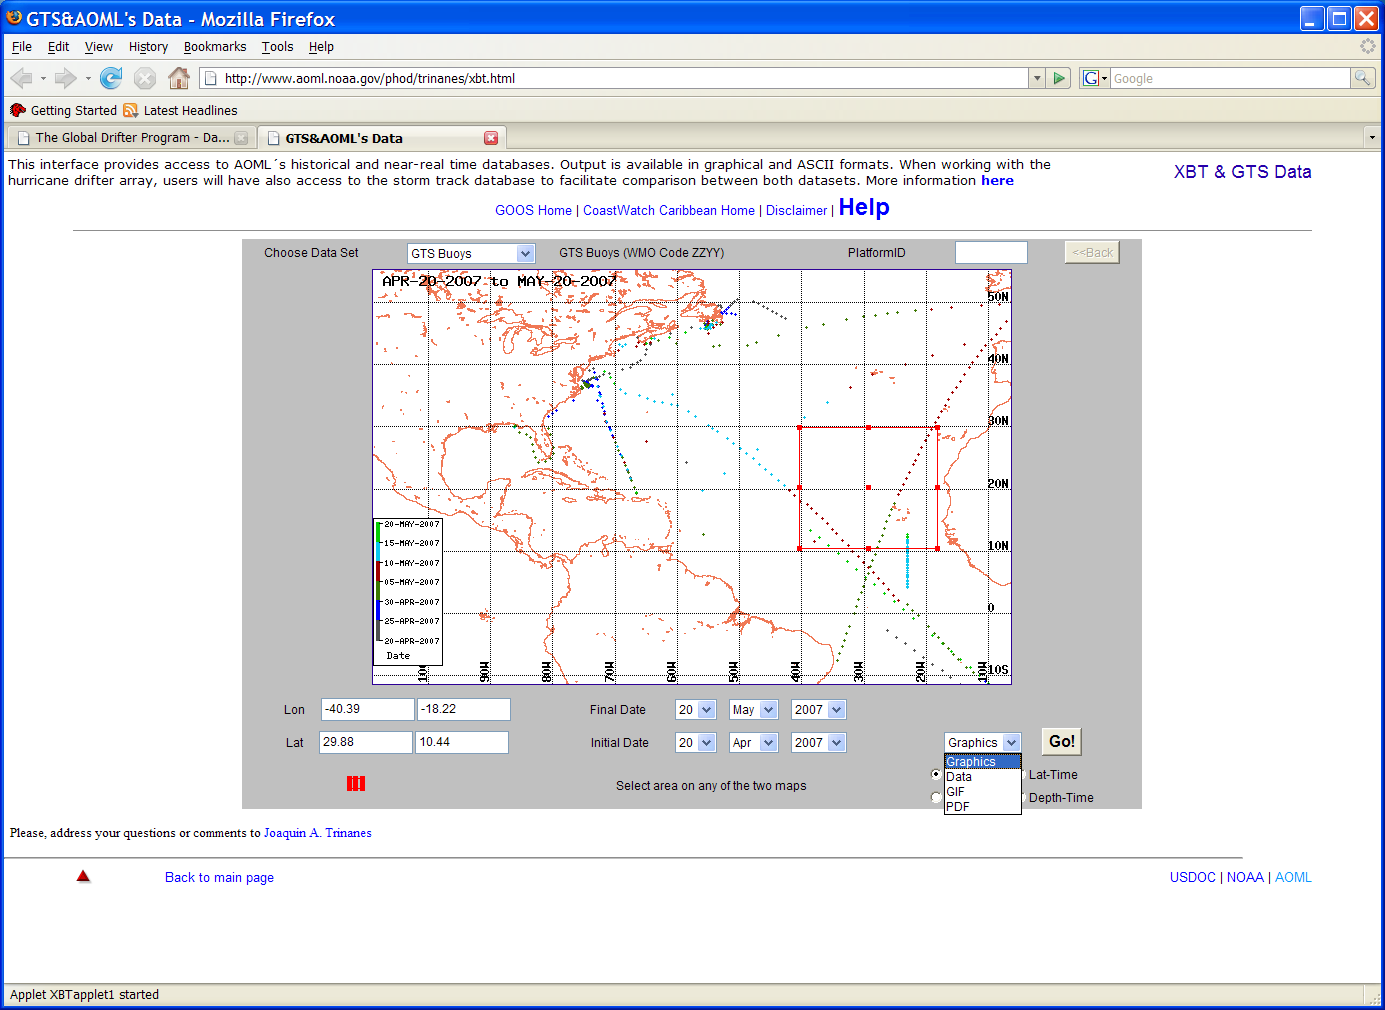 GTS&AOML's Data - Mozilla Firefox
File Edit View History Bookmarks Tools Help
http://www.aoml.noaa.gov/phod/trinanes/xbt.html
G Google
Getting Started Latest Headlines
The Global Drifter Program - Da... GTS&AOML's Data
This interface provides access to AOML´s historical and near-real time databases. Output is available in graphical and ASCII formats. When working with the
hurricane drifter array, users will have also access to the storm track database to facilitate comparison between both datasets. More information here
XBT & GTS Data
GOOS Home | CoastWatch Caribbean Home | Disclaimer | Help
Choose Data Set GTS Buoys GTS Buoys (WMO Code ZZYY) PlatformID <<Back
APR-20-2007 to MAY-20-2007
50N
40N
30N
20N
10N
0
10S
20-MAY-2007
15-MAY-2007
10-MAY-2007
05-MAY-2007
30-APR-2007
25-APR-2007
20-APR-2007
Date
90W 80W 70W 60W 50W 40W 30W 20W 10W
Lon -40.39 -18.22 Final Date 20 May 2007
Lat 29.88 10.44 Initial Date 20 Apr 2007 Graphics Go!
Graphics
Data
GIF
PDF
Lat-Time
Depth-Time
!!! Select area on any of the two maps
Please, address your questions or comments to Joaquin A. Trinanes
Back to main page USDOC | NOAA | AOML
Applet XBTapplet1 started